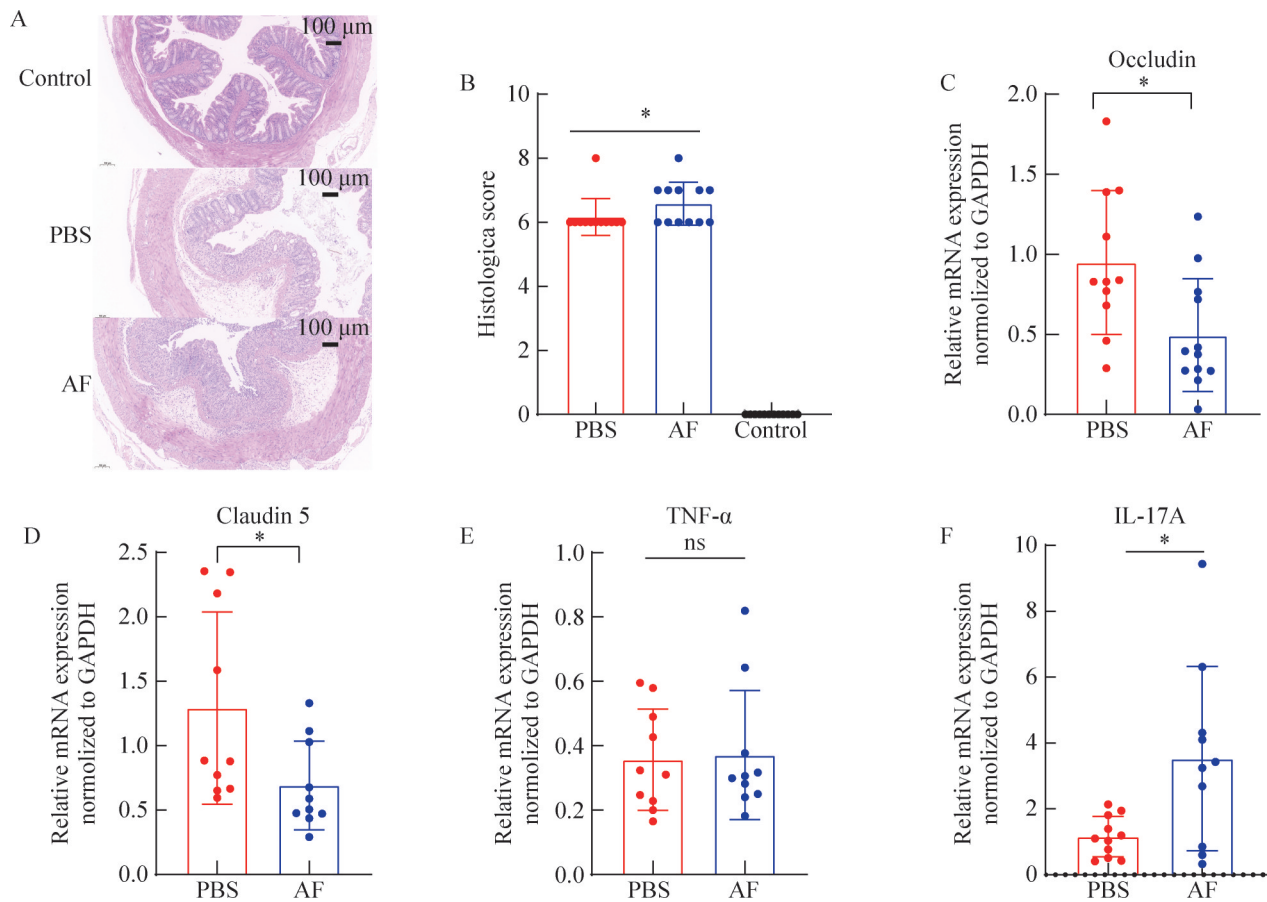 A
Control
100 µm
PBS
100 µm
AF
100 µm
B
Histologica score
10
8
6
4
2
0
*
PBS
AF
Control
C
Occludin
*
Relative mRNA expression
normolized to GAPDH
2.0
1.5
1.0
0.5
0.0
PBS
AF
D
Claudin 5
*
Relative mRNA expression
normolized to GAPDH
2.5
2.0
1.5
1.0
0.5
0.0
PBS
AF
E
TNF-α
ns
Relative mRNA expression
normolized to GAPDH
1.0
0.8
0.6
0.4
0.2
0.0
PBS
AF
F
IL-17A
*
Relative mRNA expression
normolized to GAPDH
10
8
6
4
2
0
PBS
AF